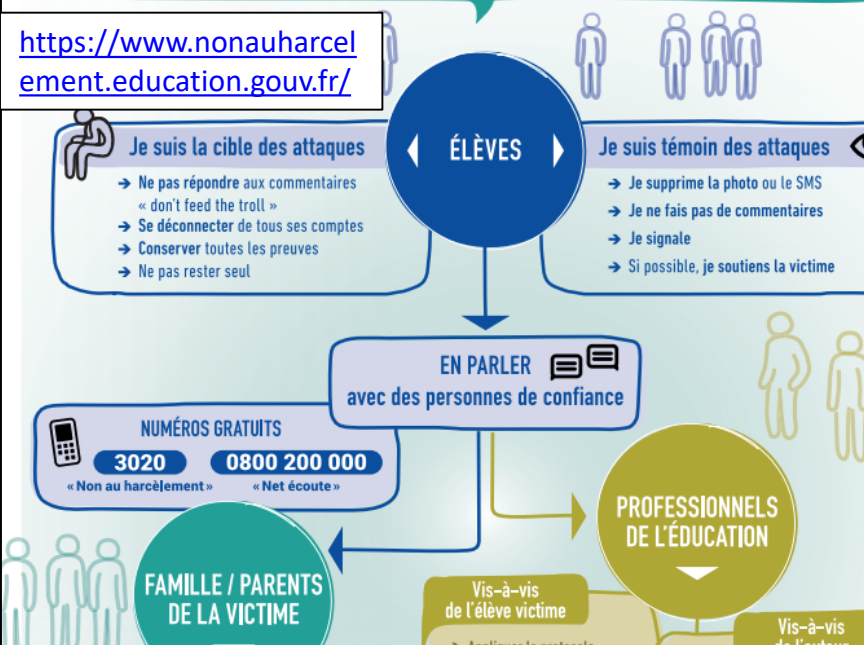 https://www.nonauharcel
ement.education.gouv.fr/
ÉLÈVES
Je suis la cible des attaques
→ Ne pas répondre aux commentaires
« don't feed the troll »
→ Se déconnecter de tous ses comptes
→ Conserver toutes les preuves
→ Ne pas rester seul
Je suis témoin des attaques
→ Je supprime la photo ou le SMS
→ Je ne fais pas de commentaires
→ Je signale
→ Si possible, je soutiens la victime
EN PARLER
avec des personnes de confiance
NUMÉROS GRATUITS
3020 0800 200 000
« Non au harcèlement » « Net écoute »
PROFESSIONNELS
DE L'ÉDUCATION
FAMILLE / PARENTS
DE LA VICTIME
Vis-à-vis
de l'élève victime
Vis-à-vis